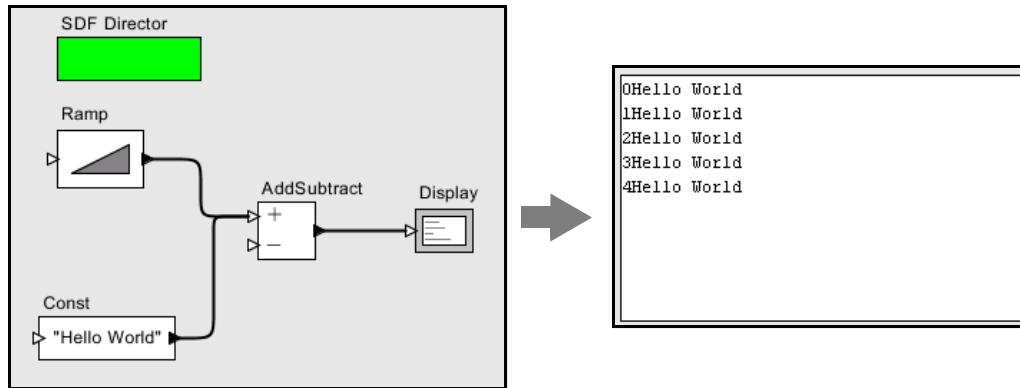 SDF Director
Ramp
AddSubtract
Display
+
−
Const
"Hello World"
0Hello World
1Hello World
2Hello World
3Hello World
4Hello World